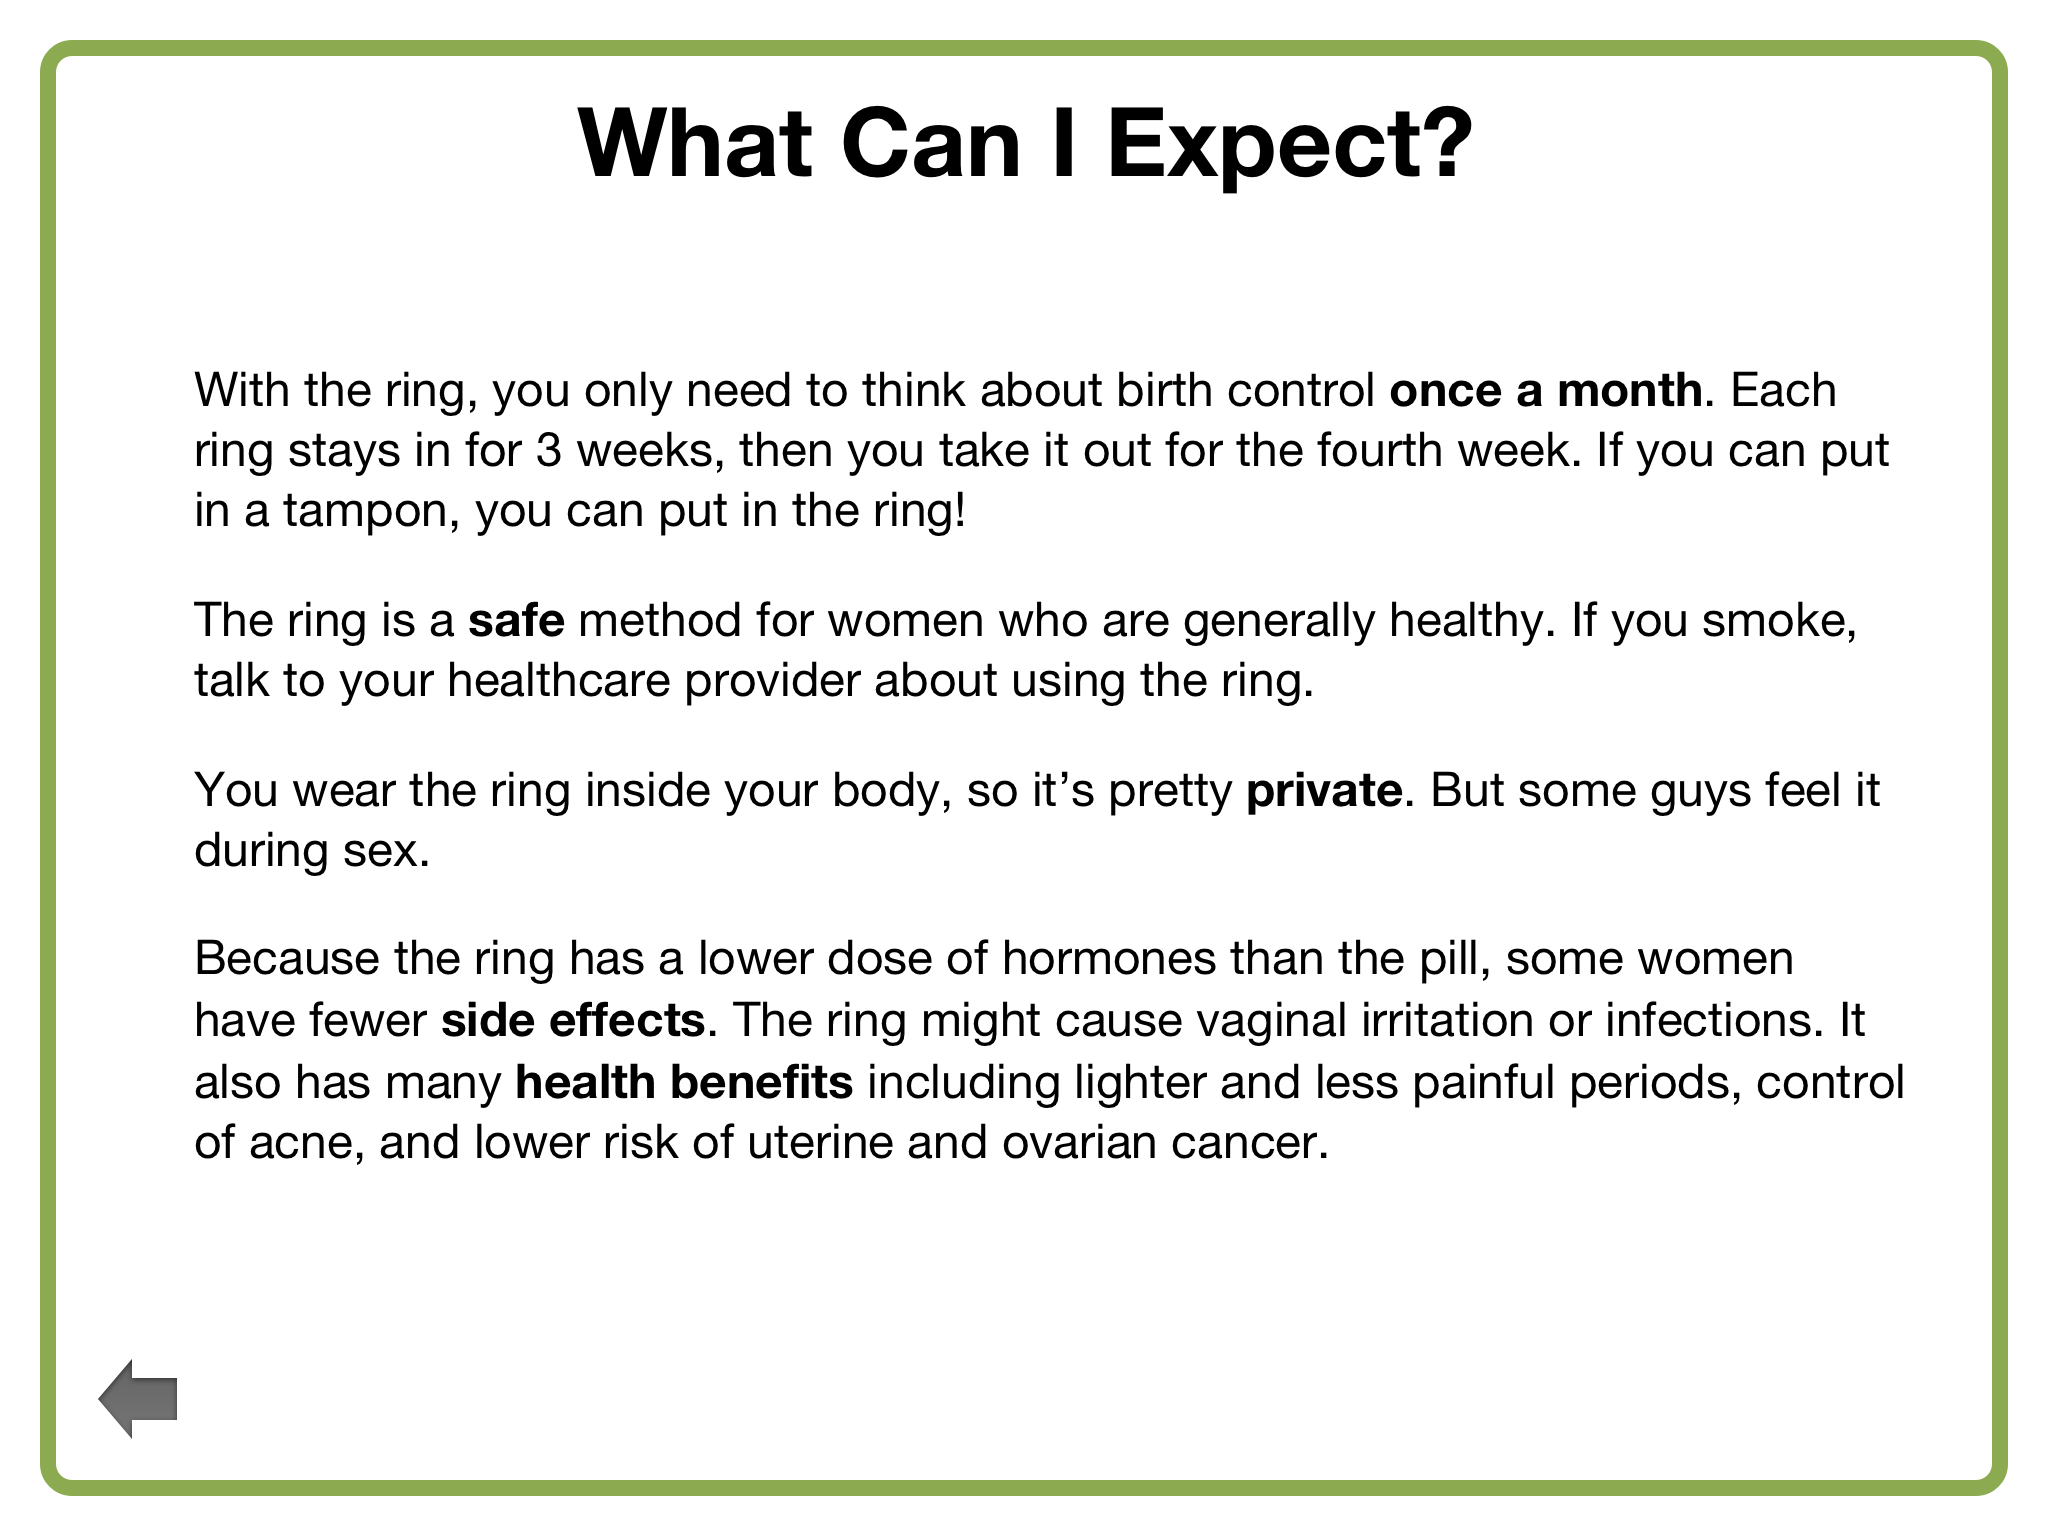 What Can I Expect?
With the ring, you only need to think about birth control once a month. Each
ring stays in for 3 weeks, then you take it out for the fourth week. If you can put
in a tampon, you can put in the ring!
The ring is a safe method for women who are generally healthy. If you smoke,
talk to your healthcare provider about using the ring.
You wear the ring inside your body, so it’s pretty private. But some guys feel it
during sex.
Because the ring has a lower dose of hormones than the pill, some women
have fewer side effects. The ring might cause vaginal irritation or infections. It
also has many health benefits including lighter and less painful periods, control
of acne, and lower risk of uterine and ovarian cancer.